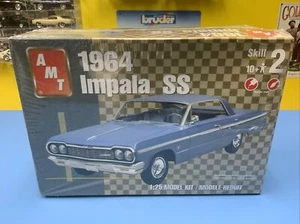 bruder
AMT
1964
Impala SS
Skill
2
10+
1:25 MODEL KIT / MODELE REDUIT